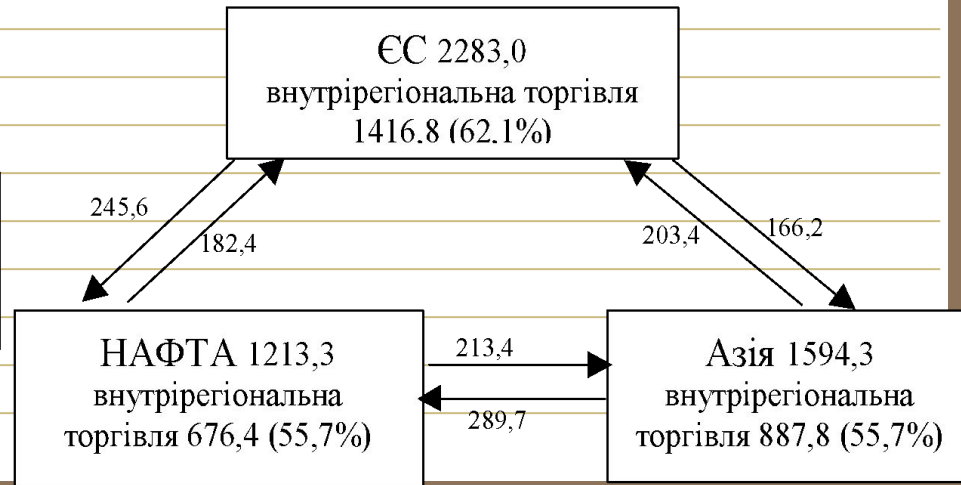 ЄС 2283,0
внутрірегіональна торгівля
1416,8 (62,1%)
245,6
182,4
203,4
166,2
НАФТА 1213,3
внутрірегіональна
торгівля 676,4 (55,7%)
213,4
289,7
Азія 1594,3
внутрірегіональна
торгівля 887,8 (55,7%)